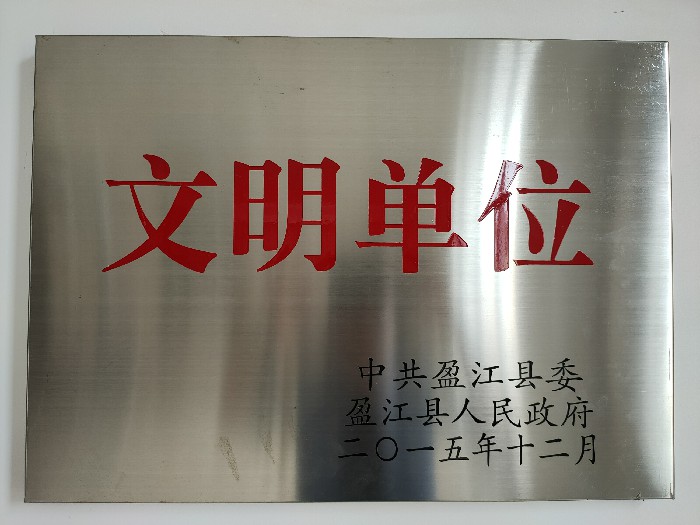 文明单位
中共盈江县委
盈江县人民政府
二〇一五年十二月